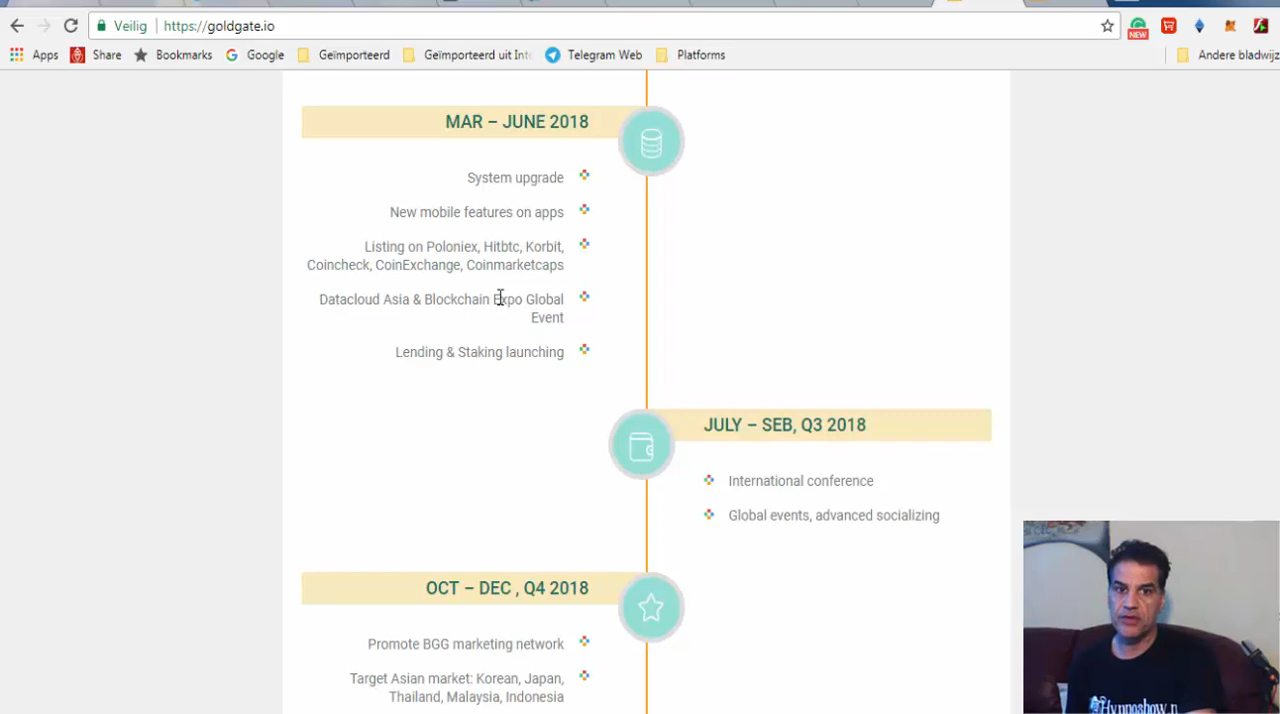 Veilig
https://goldgate.io
NEW
Apps
Share
Bookmarks
Google
Geïmporteerd
Geïmporteerd uit Int
Telegram Web
Platforms
Andere bladwijz
MAR – JUNE 2018
System upgrade
New mobile features on apps
Listing on Poloniex, Hitbtc, Korbit,
Coincheck, CoinExchange, Coinmarketcaps
Datacloud Asia & Blockchain Expo Global
Event
Lending & Staking launching
JULY – SEB, Q3 2018
International conference
Global events, advanced socializing
OCT – DEC , Q4 2018
Promote BGG marketing network
Target Asian market: Korean, Japan,
Thailand, Malaysia, Indonesia
Hypnoshow.n